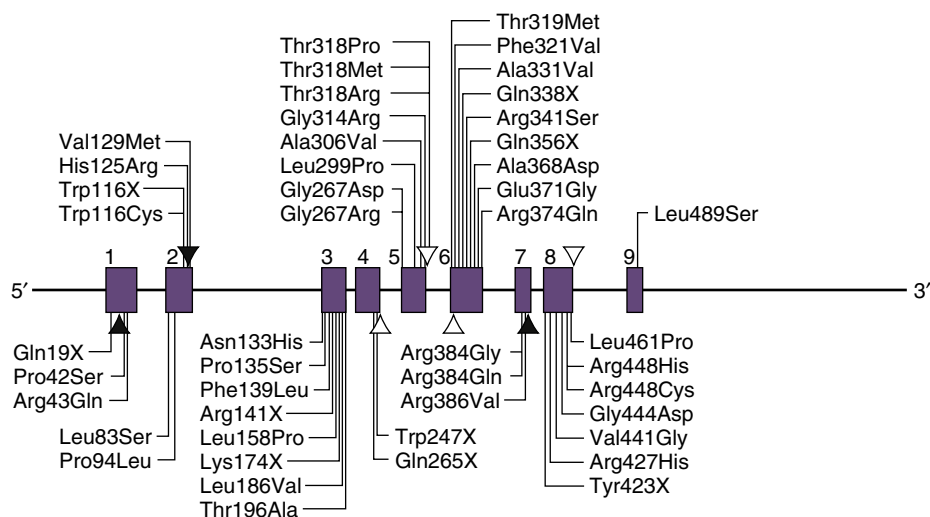 Thr319Met
Phe321Val
Ala331Val
Gln338X
Arg341Ser
Gln356X
Ala368Asp
Glu371Gly
Arg374Gln
Thr318Pro
Thr318Met
Thr318Arg
Gly314Arg
Ala306Val
Leu299Pro
Gly267Asp
Gly267Arg
Val129Met
His125Arg
Trp116X
Trp116Cys
Leu489Ser
1 2 3 4 5 6 7 8 9
5′ 3′
Gln19X
Pro42Ser
Arg43Gln
Leu83Ser
Pro94Leu
Asn133His
Pro135Ser
Phe139Leu
Arg141X
Leu158Pro
Lys174X
Leu186Val
Thr196Ala
Trp247X
Gln265X
Arg384Gly
Arg384Gln
Arg386Val
Leu461Pro
Arg448His
Arg448Cys
Gly444Asp
Val441Gly
Arg427His
Tyr423X